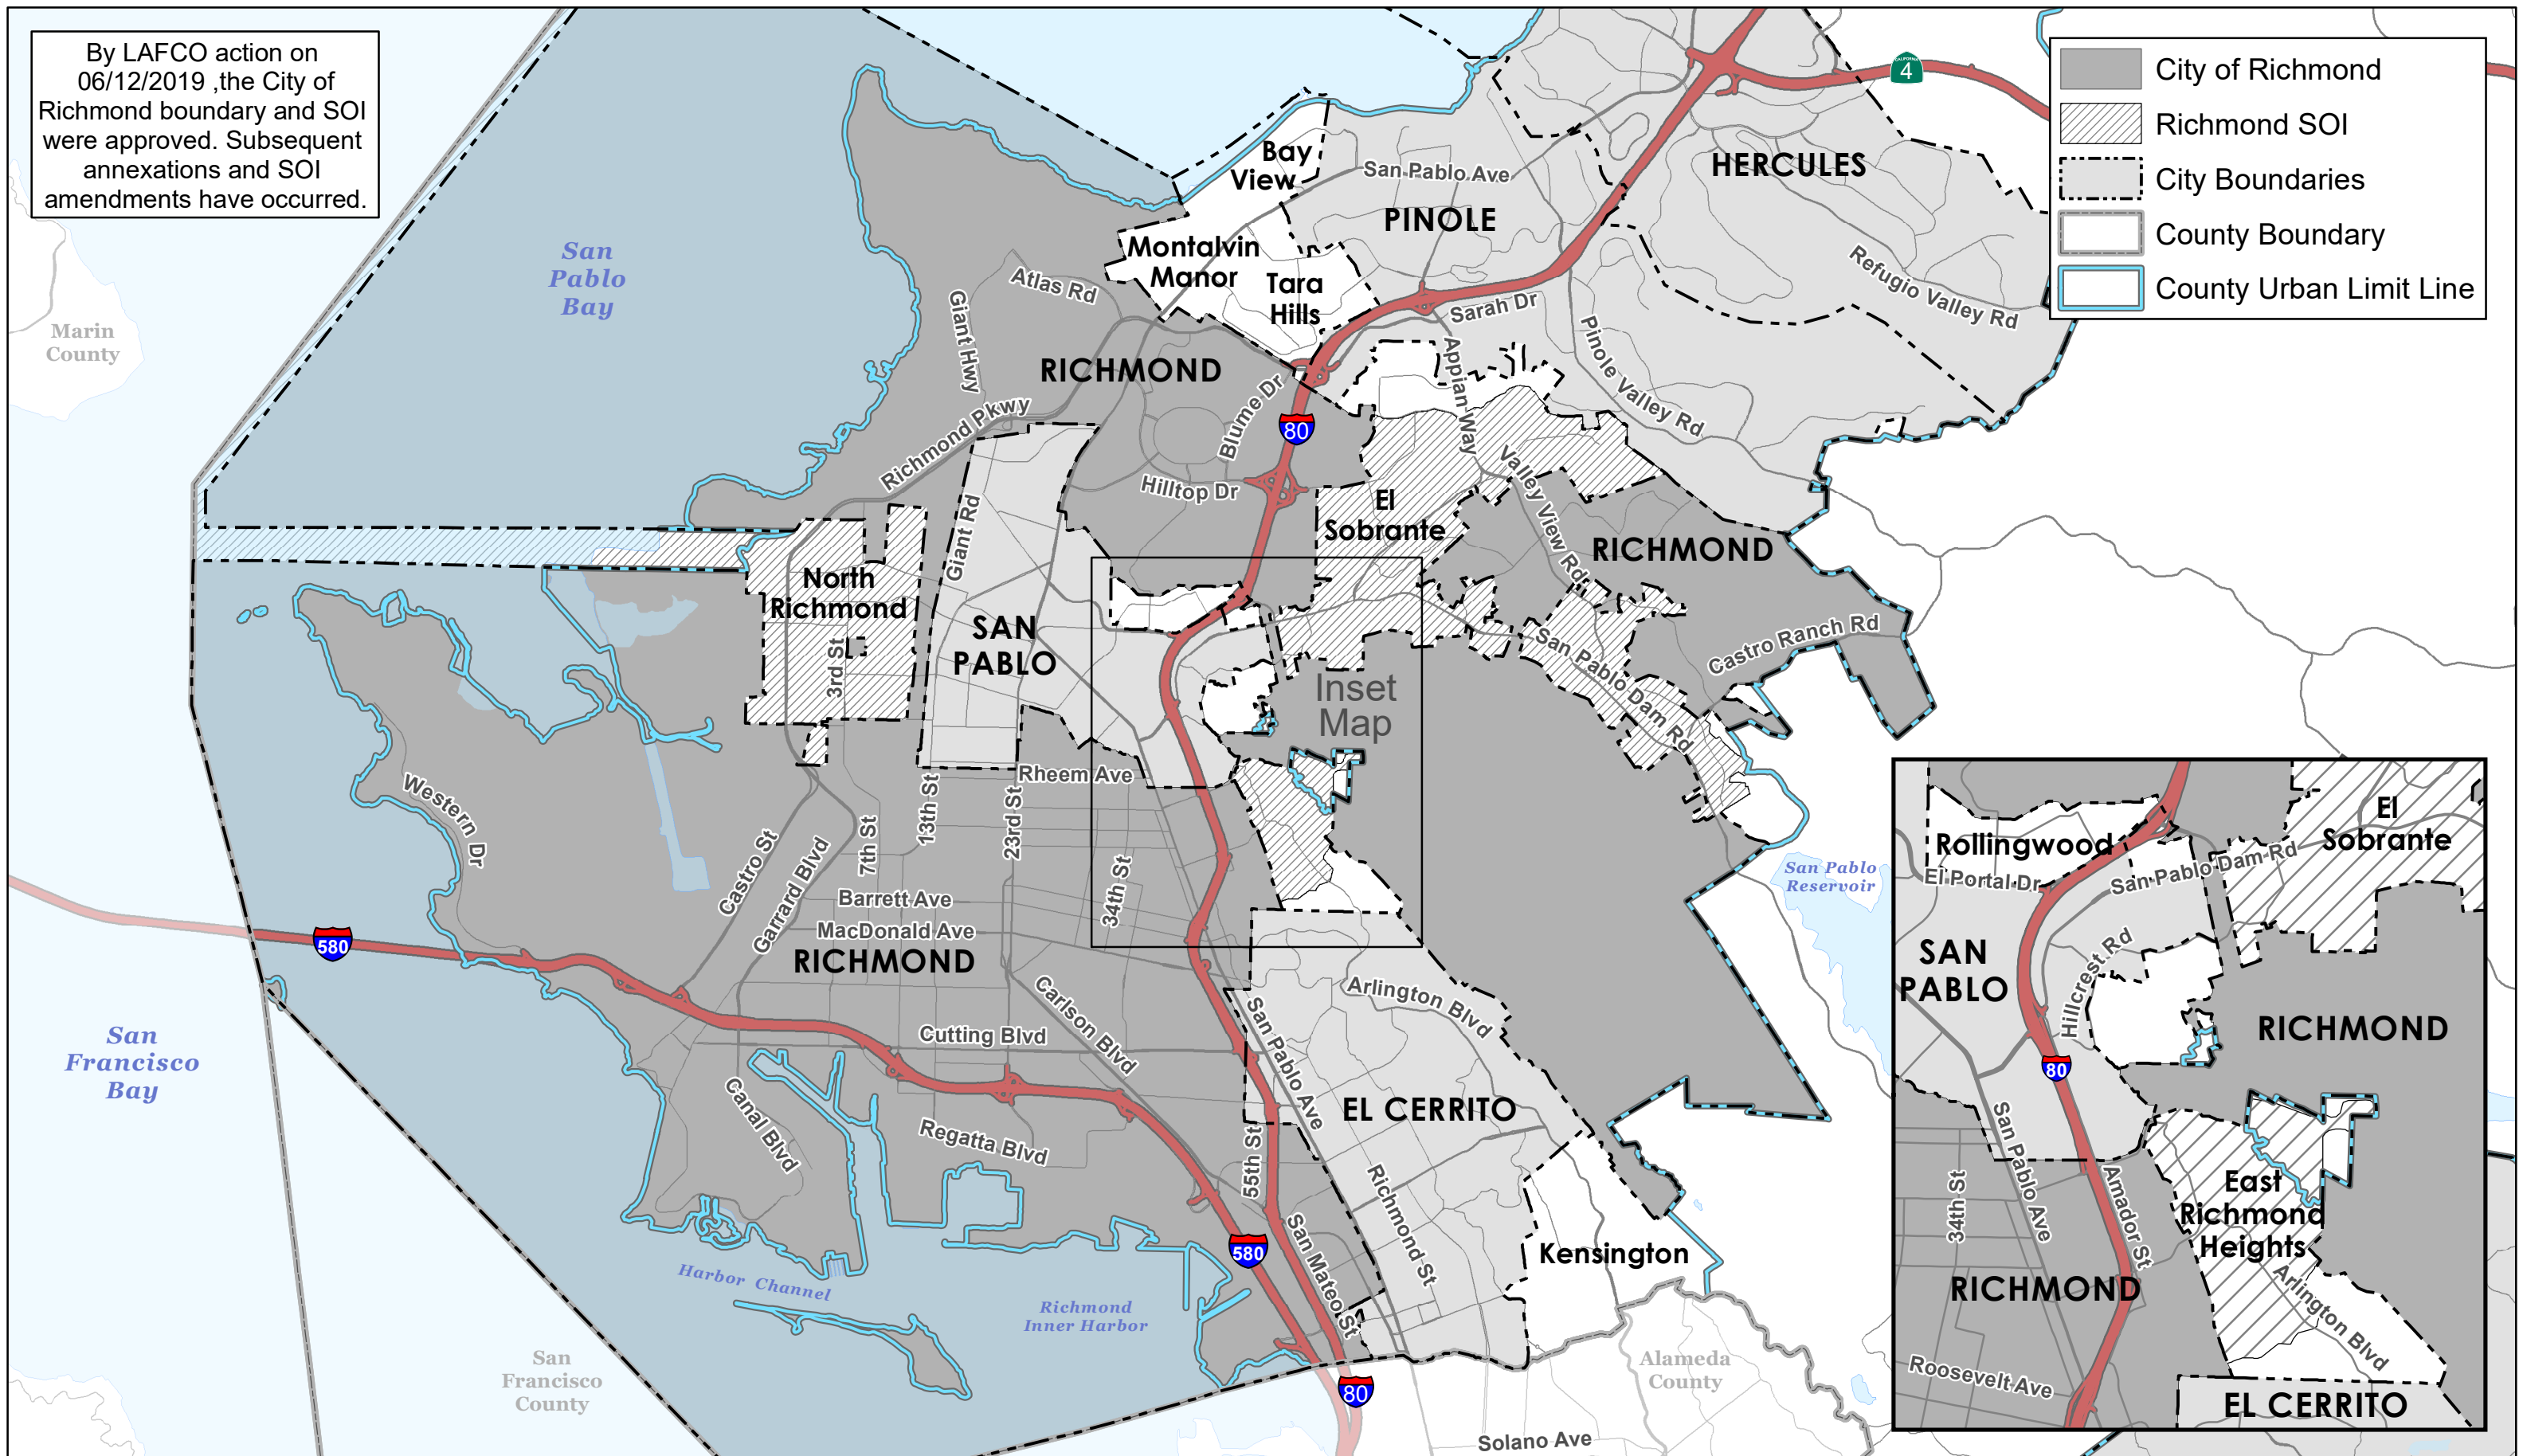 By LAFCO action on
06/12/2019 ,the City of
Richmond boundary and SOI
were approved. Subsequent
annexations and SOI
amendments have occurred.
City of Richmond
Richmond SOI
City Boundaries
County Boundary
County Urban Limit Line
CALIFORNIA
4
HERCULES
Bay
View
San Pablo Ave
PINOLE
Montalvin
Manor
Tara
Hills
San
Pablo
Bay
Marin
County
Atlas Rd
Giant Hwy
RICHMOND
Sarah Dr
Refugio Valley Rd
Pinole Valley Rd
Appian Way
Blume Dr
80
Richmond Pkwy
Hilltop Dr
Giant Rd
Valley View Rd
El
Sobrante
RICHMOND
North
Richmond
3rd St
SAN
PABLO
Castro Ranch Rd
San Pablo Dam Rd
Inset
Map
Western
Dr
Rheem Ave
13th St
23rd St
7th St
34th St
Castro St
Garrard Blvd
Barrett Ave
MacDonald Ave
RICHMOND
San Pablo
Reservoir
580
San
Francisco
Bay
Carlson Blvd
Cutting Blvd
Canal Blvd
Regatta Blvd
San Pablo Ave
Arlington Blvd
EL CERRITO
55th St
Richmond St
San Mateo St
580
Kensington
Harbor Channel
Richmond
Inner Harbor
San
Francisco
County
Alameda
County
80
Solano Ave
Rollingwood
El Portal Dr
San Pablo Dam Rd
El
Sobrante
SAN
PABLO
Hillcrest Rd
RICHMOND
80
San Pablo Ave
34th St
Amador St
East
Richmond
Heights
RICHMOND
Arlington Blvd
Roosevelt Ave
EL CERRITO